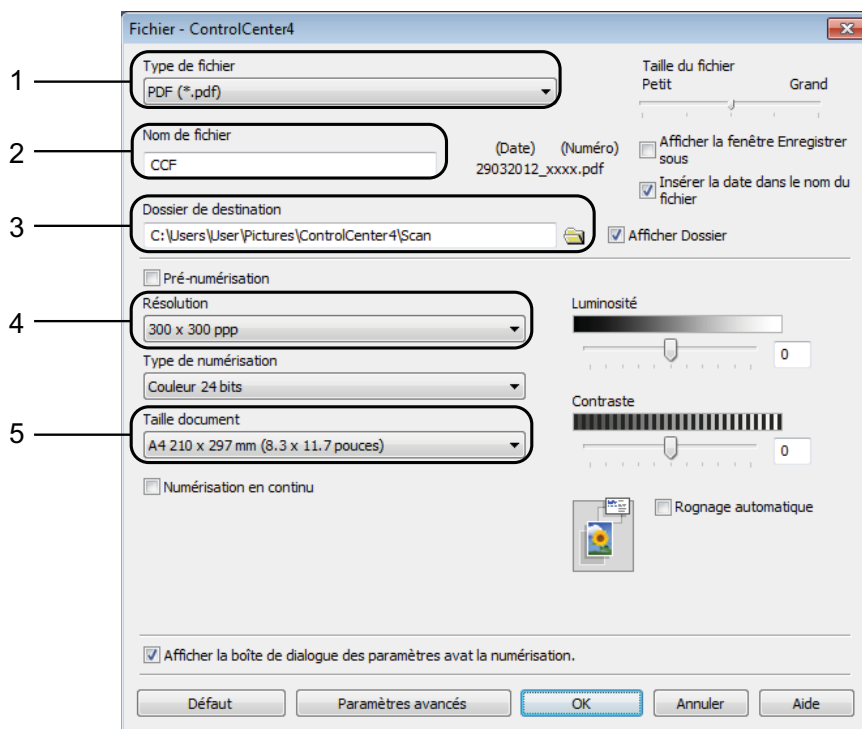 Fichier - ControlCenter4
1
Type de fichier
PDF (*.pdf)
Taille du fichier
Petit Grand
2
Nom de fichier
CCF
(Date) (Numéro)
29032012_xxxx.pdf
Afficher la fenêtre Enregistrer
sous
Insérer la date dans le nom du
fichier
3
Dossier de destination
C:\Users\User\Pictures\ControlCenter4\Scan
Afficher Dossier
Pré-numérisation
4
Résolution
300 x 300 ppp
Luminosité
0
Type de numérisation
Couleur 24 bits
5
Taille document
A4 210 x 297 mm (8.3 x 11.7 pouces)
Contraste
0
Numérisation en continu
Rognage automatique
Afficher la boîte de dialogue des paramètres avat la numérisation.
Défaut Paramètres avancés OK Annuler Aide